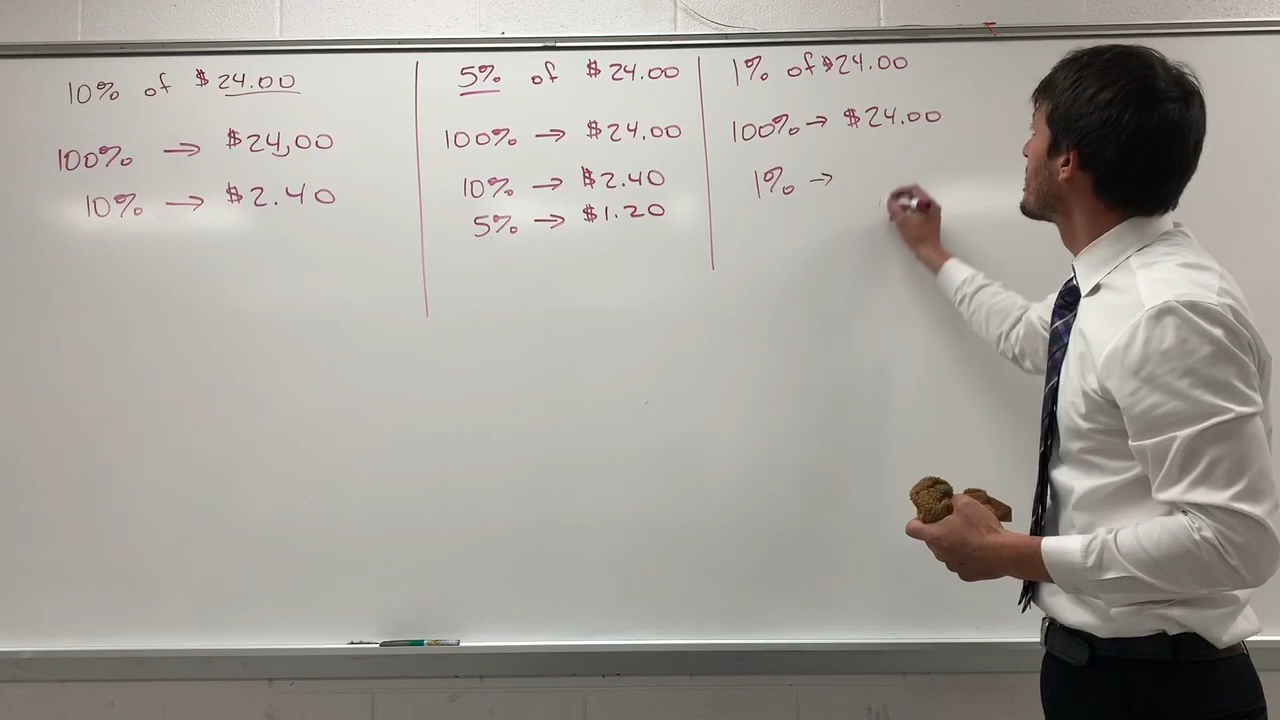 10% of $24.00
100% → $24.00
10% → $2.40
5% of $24.00
100% → $24.00
10% → $2.40
5% → $1.20
1% of $24.00
100% → $24.00
1% →